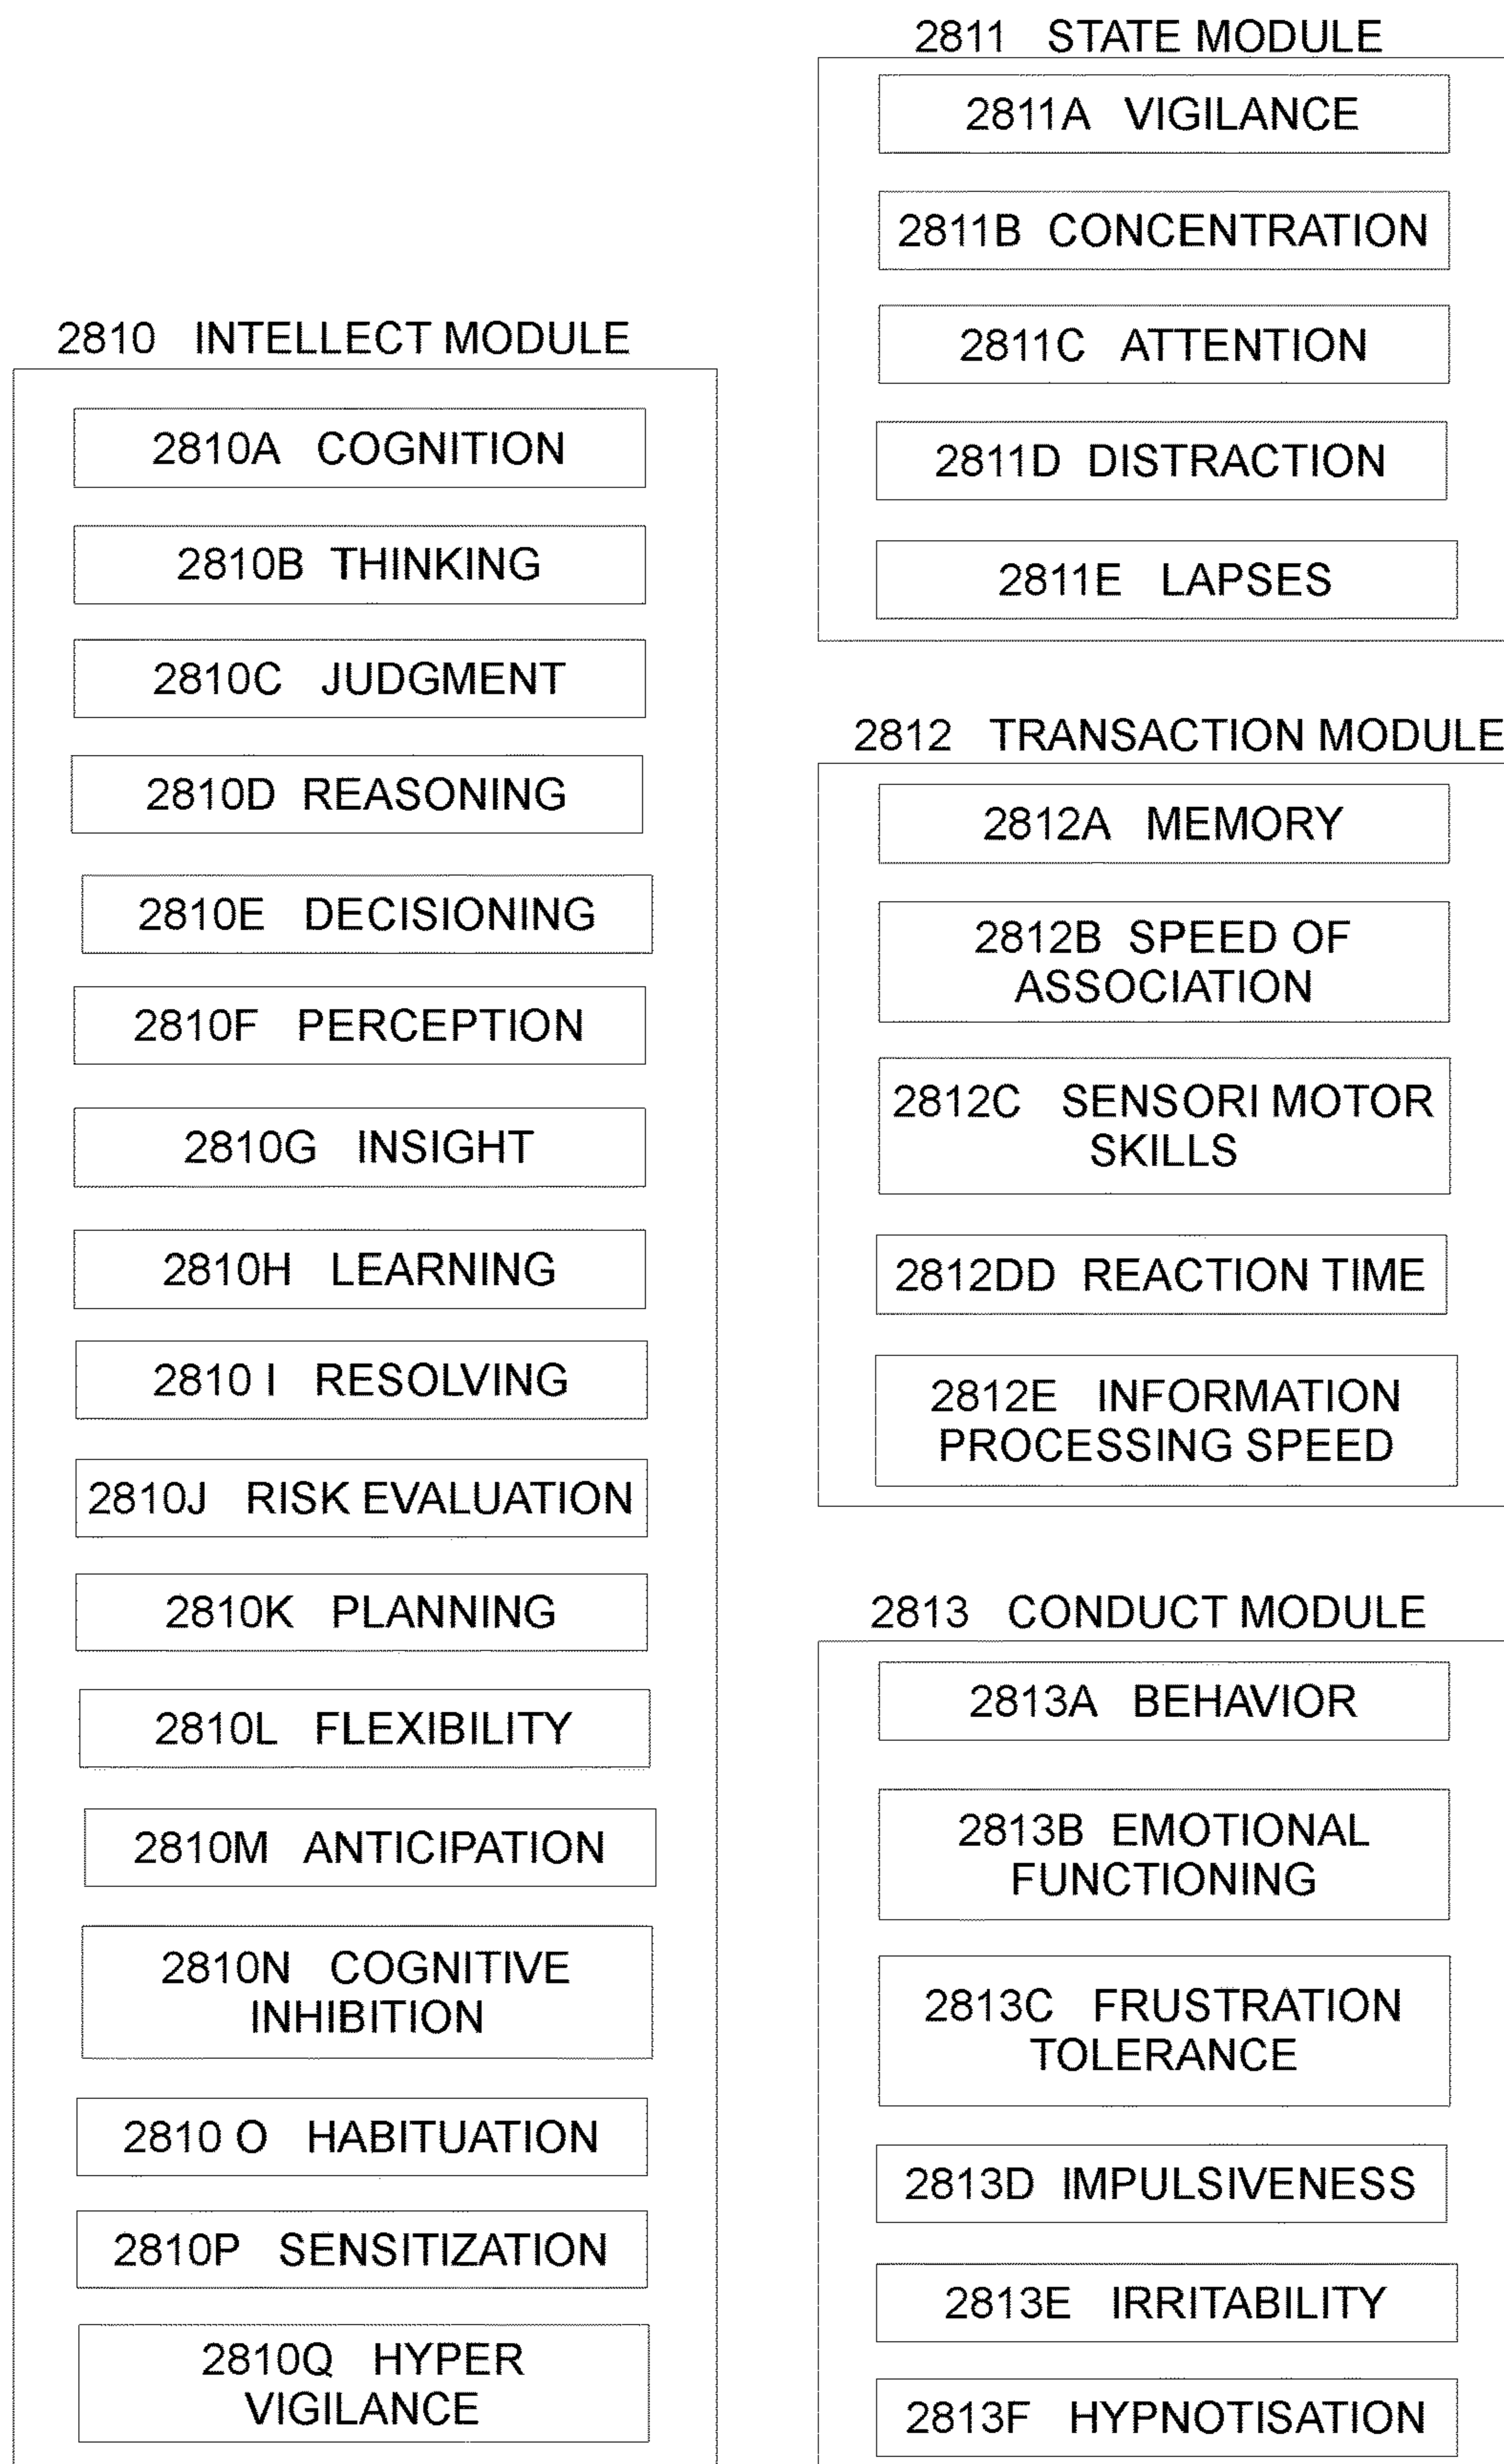 2810 INTELLECT MODULE
2810A COGNITION
2810B THINKING
2810C JUDGMENT
2810D REASONING
2810E DECISIONING
2810F PERCEPTION
2810G INSIGHT
2810H LEARNING
2810 I RESOLVING
2810J RISK EVALUATION
2810K PLANNING
2810L FLEXIBILITY
2810M ANTICIPATION
2810N COGNITIVE
INHIBITION
2810 O HABITUATION
2810P SENSITIZATION
2810Q HYPER
VIGILANCE
2811 STATE MODULE
2811A VIGILANCE
2811B CONCENTRATION
2811C ATTENTION
2811D DISTRACTION
2811E LAPSES
2812 TRANSACTION MODULE
2812A MEMORY
2812B SPEED OF
ASSOCIATION
2812C SENSORI MOTOR
SKILLS
2812DD REACTION TIME
2812E INFORMATION
PROCESSING SPEED
2813 CONDUCT MODULE
2813A BEHAVIOR
2813B EMOTIONAL
FUNCTIONING
2813C FRUSTRATION
TOLERANCE
2813D IMPULSIVENESS
2813E IRRITABILITY
2813F HYPNOTISATION